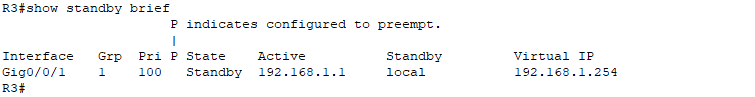 R3#show standby brief
                     P indicates configured to preempt.
                     |
Interface   Grp  Pri P State    Active          Standby         Virtual IP
Gig0/0/1    1    100   Standby  192.168.1.1     local           192.168.1.254
R3#